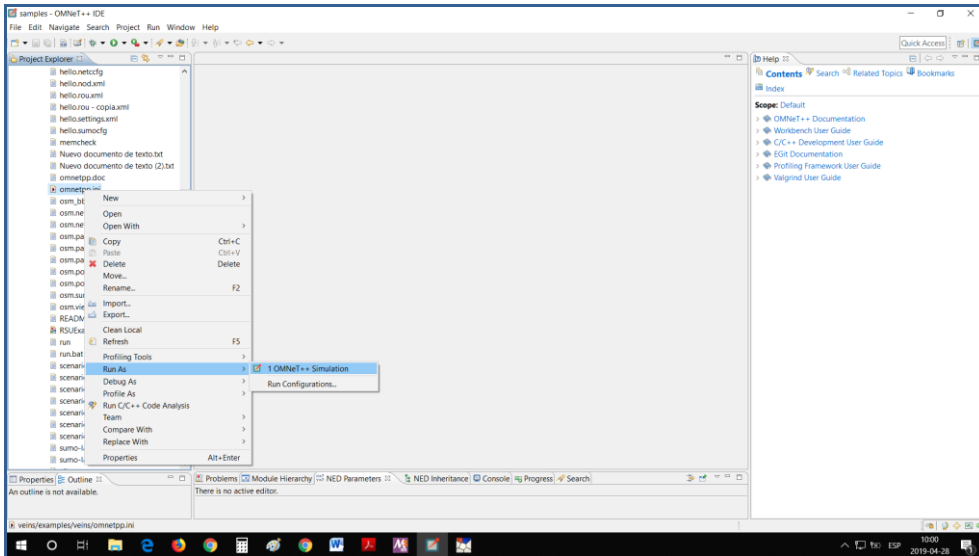 samples - OMNeT++ IDE
File Edit Navigate Search Project Run Window Help
Quick Access
Project Explorer
hello.netccfg
hello.nod.xml
hello.rou.xml
hello.rou - copia.xml
hello.settings.xml
hello.sumocfg
memcheck
Nuevo documento de texto.txt
Nuevo documento de texto (2).txt
omnetpp.doc
omnetpp.ini
osm_bb
osm.ne
osm.ne
osm.pa
osm.pa
osm.pa
osm.po
osm.po
osm.sur
osm.vie
READM
RSUExa
run
run.bat
scenari
scenari
scenari
scenari
scenari
scenari
scenari
sumo-l
sumo-l
New
Open
Open With
Copy Ctrl+C
Paste Ctrl+V
Delete Delete
Move...
Rename... F2
Import...
Export...
Clean Local
Refresh F5
Profiling Tools
Run As
Debug As
Profile As
Run C/C++ Code Analysis
Team
Compare With
Replace With
Properties Alt+Enter
1 OMNeT++ Simulation
Run Configurations...
Help
Contents Search Related Topics Bookmarks
Index
Scope: Default
OMNeT++ Documentation
Workbench User Guide
C/C++ Development User Guide
EGit Documentation
Profiling Framework User Guide
Valgrind User Guide
Properties Outline
An outline is not available.
Problems Module Hierarchy NED Parameters NED Inheritance Console Progress Search
There is no active editor.
veins/examples/veins/omnetpp.ini
ESP
10:00
2019-04-28